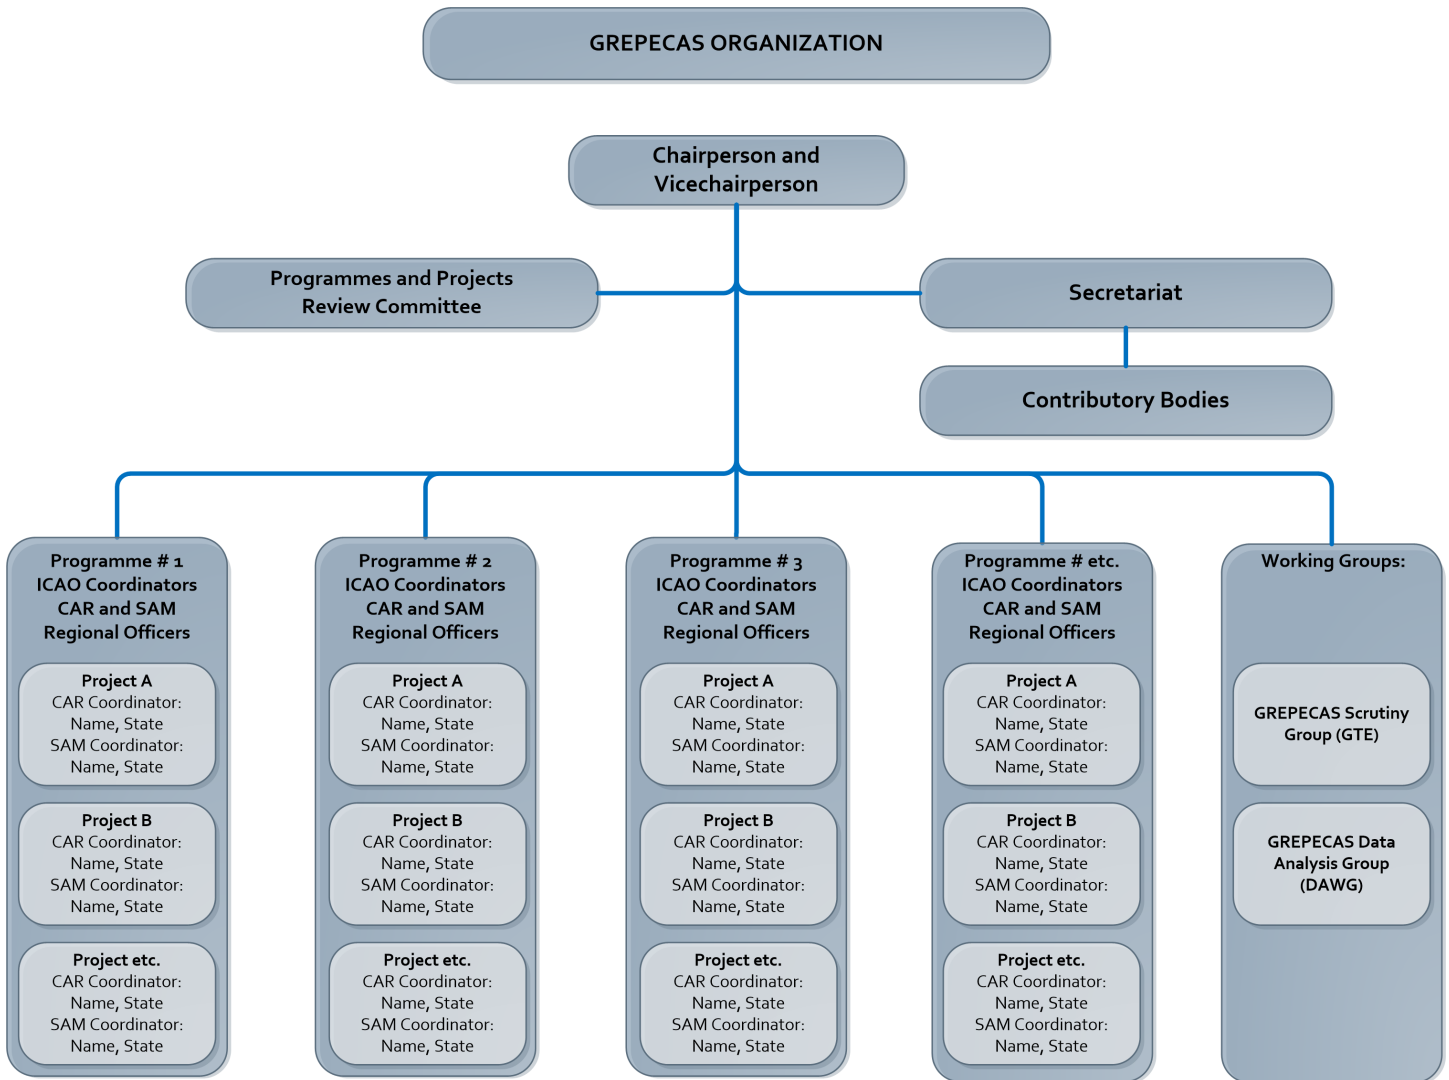 GREPECAS ORGANIZATION
Chairperson and
Vicechairperson
Programmes and Projects
Review Committee
Secretariat
Contributory Bodies
Programme # 1
ICAO Coordinators
CAR and SAM
Regional Officers
Project A
CAR Coordinator:
Name, State
SAM Coordinator:
Name, State
Project B
CAR Coordinator:
Name, State
SAM Coordinator:
Name, State
Project etc.
CAR Coordinator:
Name, State
SAM Coordinator:
Name, State
Programme # 2
ICAO Coordinators
CAR and SAM
Regional Officers
Project A
CAR Coordinator:
Name, State
SAM Coordinator:
Name, State
Project B
CAR Coordinator:
Name, State
SAM Coordinator:
Name, State
Project etc.
CAR Coordinator:
Name, State
SAM Coordinator:
Name, State
Programme # 3
ICAO Coordinators
CAR and SAM
Regional Officers
Project A
CAR Coordinator:
Name, State
SAM Coordinator:
Name, State
Project B
CAR Coordinator:
Name, State
SAM Coordinator:
Name, State
Project etc.
CAR Coordinator:
Name, State
SAM Coordinator:
Name, State
Programme # etc.
ICAO Coordinators
CAR and SAM
Regional Officers
Project A
CAR Coordinator:
Name, State
SAM Coordinator:
Name, State
Project B
CAR Coordinator:
Name, State
SAM Coordinator:
Name, State
Project etc.
CAR Coordinator:
Name, State
SAM Coordinator:
Name, State
Working Groups:
GREPECAS Scrutiny
Group (GTE)
GREPECAS Data
Analysis Group
(DAWG)